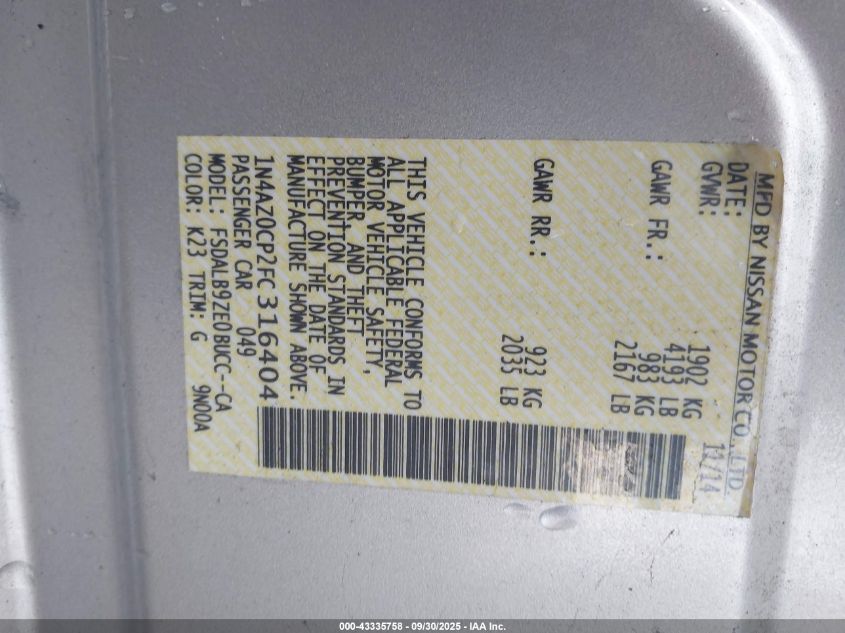 MFD BY NISSAN MOTOR CO., LTD.
DATE: 11/14
GVWR: 1902 KG
4193 LB
GAWR FR.: 983 KG
2167 LB
GAWR RR.: 923 KG
2035 LB
THIS VEHICLE CONFORMS TO
ALL APPLICABLE FEDERAL
MOTOR VEHICLE SAFETY,
BUMPER, AND THEFT
PREVENTION STANDARDS IN
EFFECT ON THE DATE OF
MANUFACTURE SHOWN ABOVE.
1N4AZ0CP2FC316404
PASSENGER CAR 049
MODEL: FSDALB9ZE0BUCC--CA
COLOR: K23 TRIM: G 9N00A
000-43335758 - 09/30/2025 - IAA Inc.